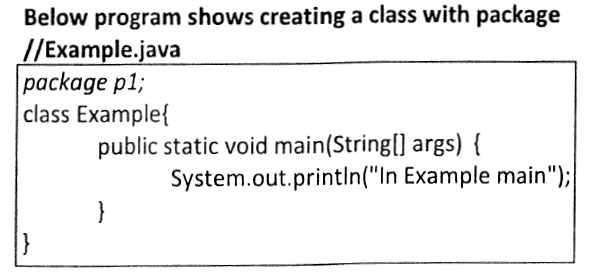 Below program shows creating a class with package
//Example.java
package p1;
class Example{
public static void main(String[] args) {
System.out.println("In Example main");
}
}